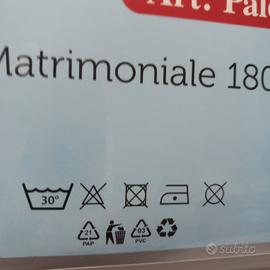 Art: Pal
Matrimoniale 180
30°
21 03
PAP PVC
subito